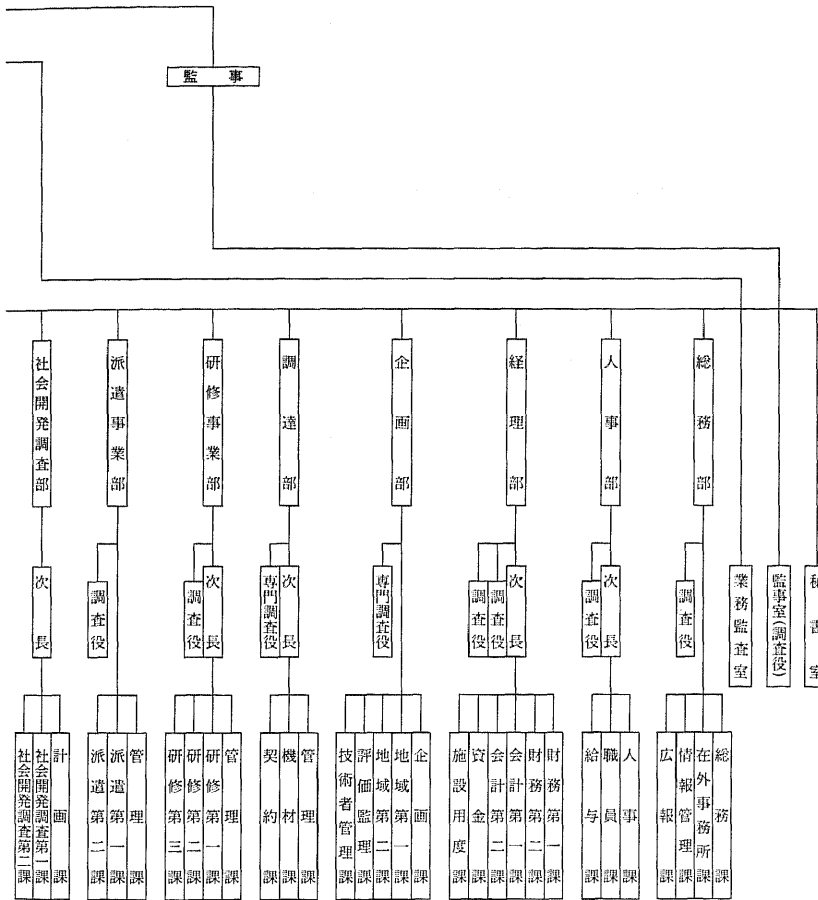 監事
秘書室
監事室(調査役)
業務監査室
総務部
調査役
総務課
在外事務所課
情報管理課
広報課
人事部
次長
調査役
人事課
職員課
給与課
経理部
次長
調査役
調査役
財務第一課
財務第二課
会計第一課
会計第二課
資金課
施設用度課
企画部
専門調査役
企画課
地域第一課
地域第二課
評価監理課
技術者管理課
調達部
次長
専門調査役
管理課
機材課
契約課
研修事業部
次長
調査役
管理課
研修第一課
研修第二課
研修第三課
派遣事業部
調査役
管理課
派遣第一課
派遣第二課
社会開発調査部
次長
計画課
社会開発調査第一課
社会開発調査第二課